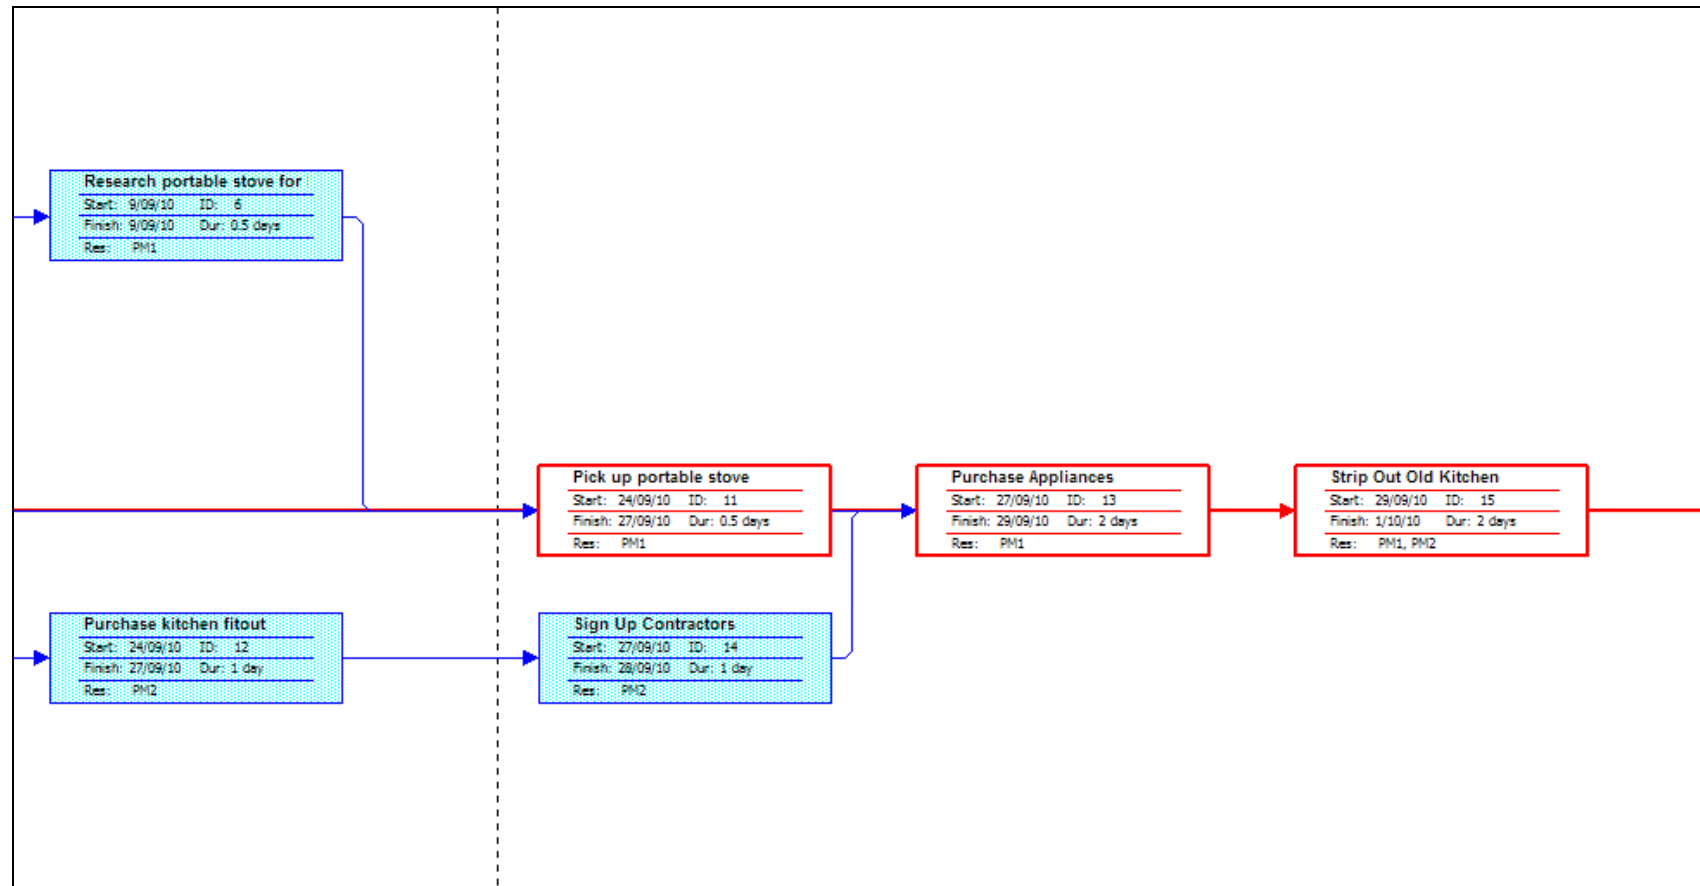 Research portable stove for
Start: 9/09/10 ID: 6
Finish: 9/09/10 Dur: 0.5 days
Res: PM1
Pick up portable stove
Start: 24/09/10 ID: 11
Finish: 27/09/10 Dur: 0.5 days
Res: PM1
Purchase Appliances
Start: 27/09/10 ID: 13
Finish: 29/09/10 Dur: 2 days
Res: PM1
Strip Out Old Kitchen
Start: 29/09/10 ID: 15
Finish: 1/10/10 Dur: 2 days
Res: PM1, PM2
Purchase kitchen fitout
Start: 24/09/10 ID: 12
Finish: 27/09/10 Dur: 1 day
Res: PM2
Sign Up Contractors
Start: 27/09/10 ID: 14
Finish: 28/09/10 Dur: 1 day
Res: PM2